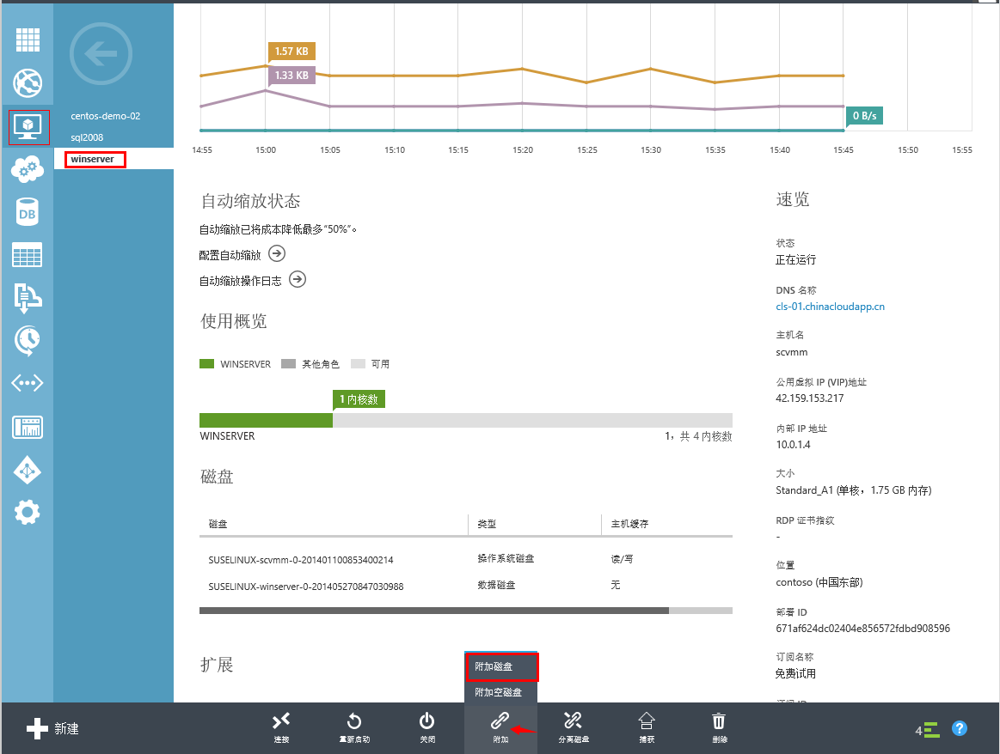 1.57 KB
1.33 KB
0 B/s
14:55 15:00 15:05 15:10 15:15 15:20 15:25 15:30 15:35 15:40 15:45 15:50 15:55
centos-demo-02
sql2008
winserver
DB
自动缩放状态
自动缩放已将成本降低最多“50%”。
配置自动缩放
自动缩放操作日志
使用概览
WINSERVER 其他角色 可用
1 内核数
WINSERVER
1，共 4 内核数
磁盘
磁盘 类型 主机缓存
SUSELINUX-scvmm-0-201401100853400214 操作系统磁盘 读/写
SUSELINUX-winserver-0-201405270847030988 数据磁盘 无
扩展
速览
状态
正在运行
DNS 名称
cls-01.chinacloudapp.cn
主机名
scvmm
公用虚拟 IP (VIP)地址
42.159.153.217
内部 IP 地址
10.0.1.4
大小
Standard_A1 (单核，1.75 GB 内存)
RDP 证书指纹
-
位置
contoso (中国东部)
部署 ID
671af624dc02404e856572fdbd908596
订阅名称
免费试用
订阅 ID
附加磁盘
附加空磁盘
新建
连接 重新启动 关闭 附加 分离磁盘 捕获 删除
4
?